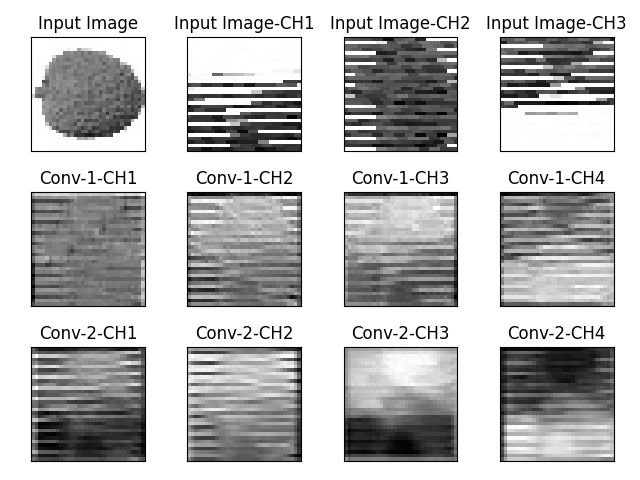 Input Image Input Image-CH1 Input Image-CH2 Input Image-CH3
Conv-1-CH1 Conv-1-CH2 Conv-1-CH3 Conv-1-CH4
Conv-2-CH1 Conv-2-CH2 Conv-2-CH3 Conv-2-CH4